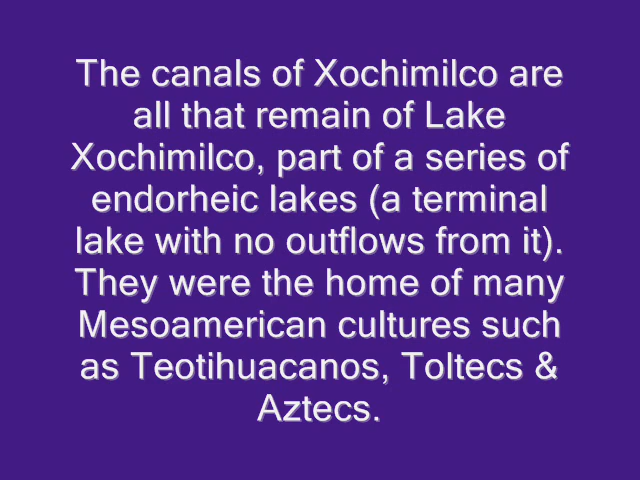 The canals of Xochimilco are
all that remain of Lake
Xochimilco, part of a series of
endorheic lakes (a terminal
lake with no outflows from it).
They were the home of many
Mesoamerican cultures such
as Teotihuacanos, Toltecs &
Aztecs.